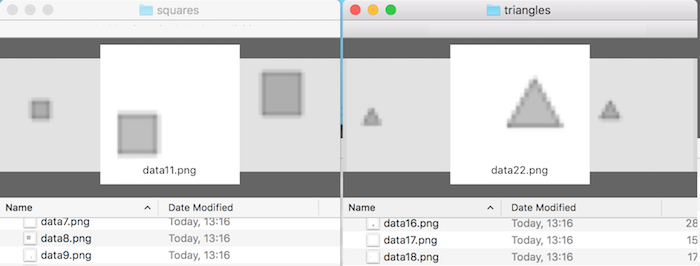 squares
data11.png
Name Date Modified
data7.png Today, 13:16
data8.png Today, 13:16
data9.png Today, 13:16
triangles
data22.png
Name Date Modified
data16.png Today, 13:16 28
data17.png Today, 13:16 15
data18.png Today, 13:16 17